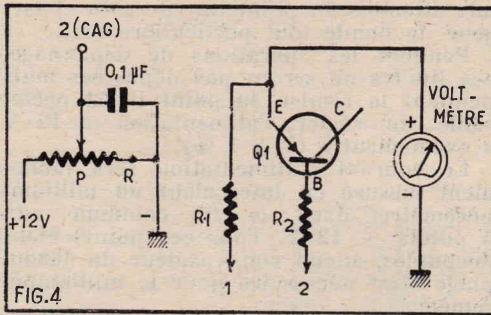 2(CAG)
0,1 µF
P
R
+12V
-
FIG.4
E
C
Q1
B
R1
R2
1
2
VOLT-
MÈTRE
+
-